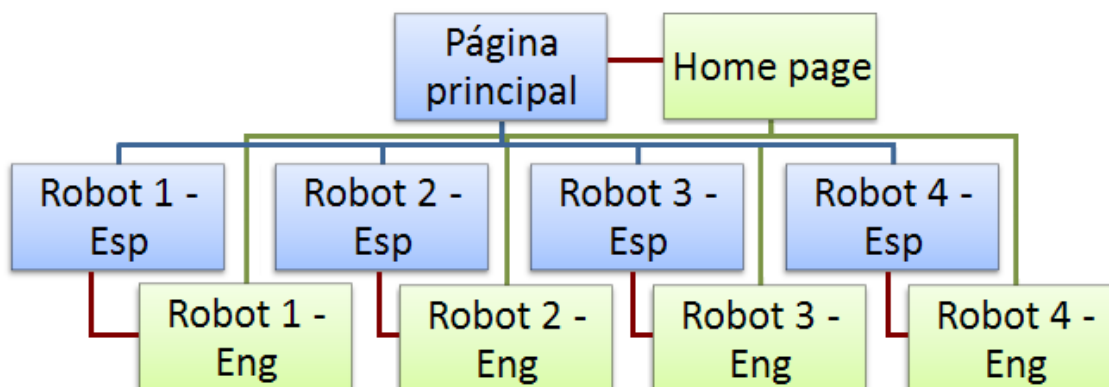 Página
principal
Home page
Robot 1 -
Esp
Robot 2 -
Esp
Robot 3 -
Esp
Robot 4 -
Esp
Robot 1 -
Eng
Robot 2 -
Eng
Robot 3 -
Eng
Robot 4 -
Eng